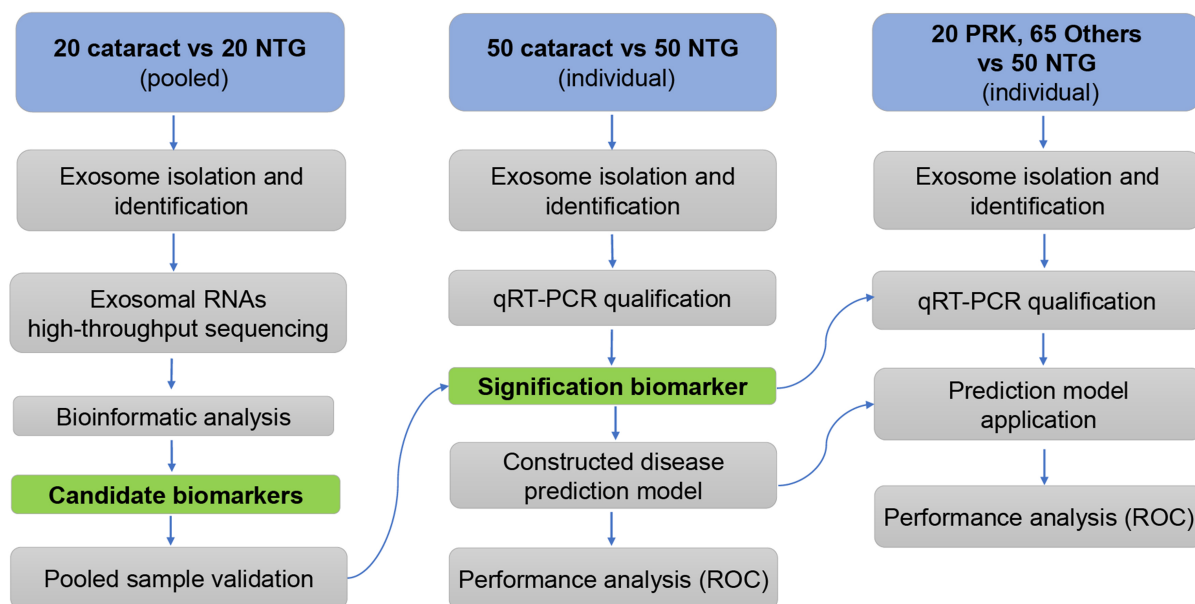 20 cataract vs 20 NTG
(pooled)
Exosome isolation and
identification
Exosomal RNAs
high-throughput sequencing
Bioinformatic analysis
Candidate biomarkers
Pooled sample validation
50 cataract vs 50 NTG
(individual)
Exosome isolation and
identification
qRT-PCR qualification
Signification biomarker
Constructed disease
prediction model
Performance analysis (ROC)
20 PRK, 65 Others
vs 50 NTG
(individual)
Exosome isolation and
identification
qRT-PCR qualification
Prediction model
application
Performance analysis (ROC)